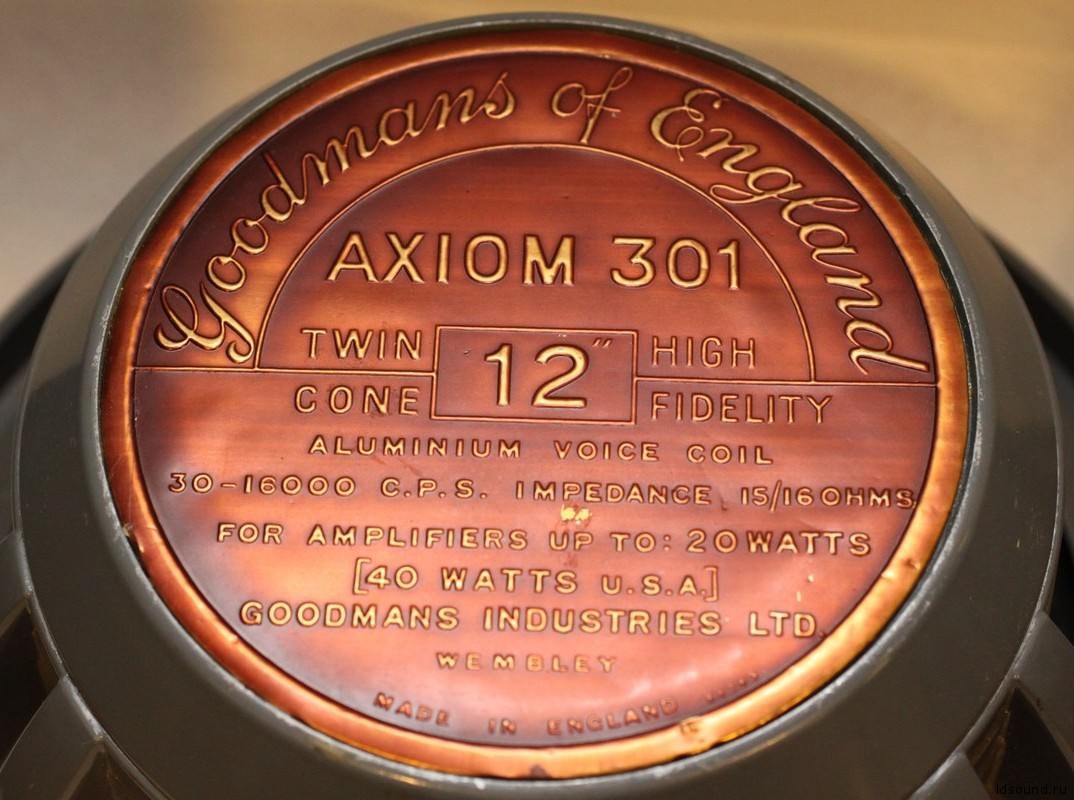 Goodmans of England
AXIOM 301
TWIN CONE
12"
HIGH FIDELITY
ALUMINIUM VOICE COIL
30-16000 C.P.S. IMPEDANCE 15/16 OHMS
FOR AMPLIFIERS UP TO: 20 WATTS
[40 WATTS U.S.A.]
GOODMANS INDUSTRIES LTD.
WEMBLEY
MADE IN ENGLAND
ldsound.ru